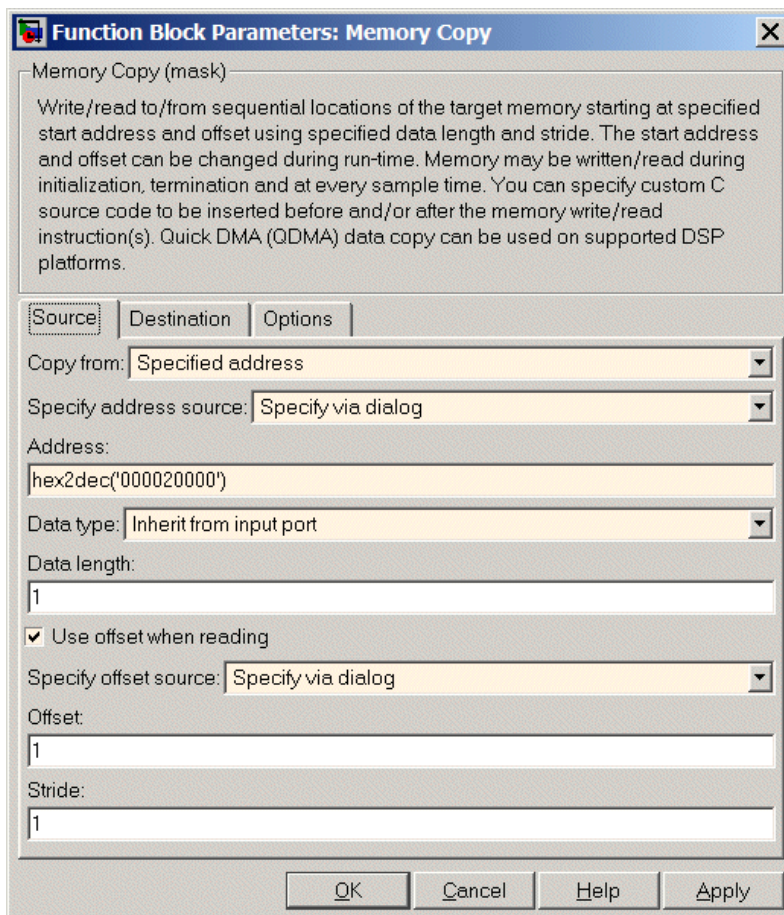 Function Block Parameters: Memory Copy
Memory Copy (mask)
Write/read to/from sequential locations of the target memory starting at specified
start address and offset using specified data length and stride. The start address
and offset can be changed during run-time. Memory may be written/read during
initialization, termination and at every sample time. You can specify custom C
source code to be inserted before and/or after the memory write/read
instruction(s). Quick DMA (QDMA) data copy can be used on supported DSP
platforms.
Source Destination Options
Copy from: Specified address
Specify address source: Specify via dialog
Address:
hex2dec('000020000')
Data type: Inherit from input port
Data length:
1
Use offset when reading
Specify offset source: Specify via dialog
Offset:
1
Stride:
1
OK Cancel Help Apply